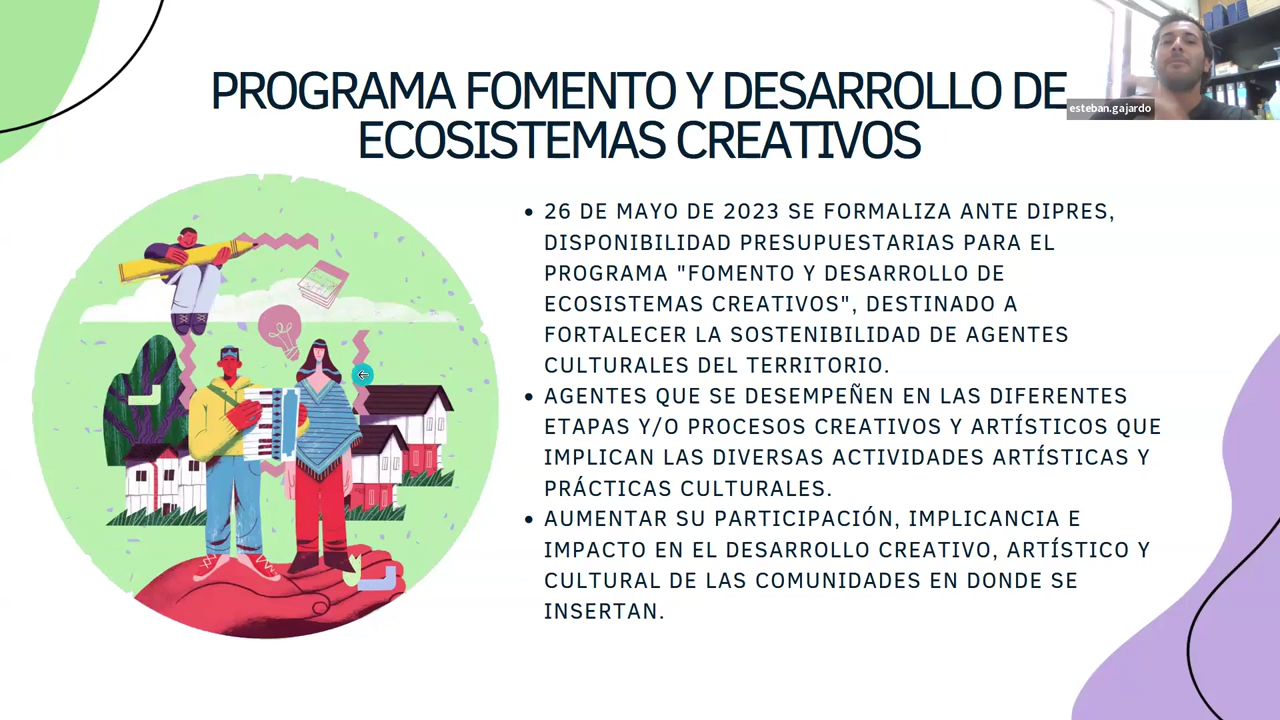 PROGRAMA FOMENTO Y DESARROLLO DE
ECOSISTEMAS CREATIVOS
esteban.gajardo
• 26 DE MAYO DE 2023 SE FORMALIZA ANTE DIPRES,
DISPONIBILIDAD PRESUPUESTARIAS PARA EL
PROGRAMA "FOMENTO Y DESARROLLO DE
ECOSISTEMAS CREATIVOS", DESTINADO A
FORTALECER LA SOSTENIBILIDAD DE AGENTES
CULTURALES DEL TERRITORIO.
• AGENTES QUE SE DESEMPEÑEN EN LAS DIFERENTES
ETAPAS Y/O PROCESOS CREATIVOS Y ARTÍSTICOS QUE
IMPLICAN LAS DIVERSAS ACTIVIDADES ARTÍSTICAS Y
PRÁCTICAS CULTURALES.
• AUMENTAR SU PARTICIPACIÓN, IMPLICANCIA E
IMPACTO EN EL DESARROLLO CREATIVO, ARTÍSTICO Y
CULTURAL DE LAS COMUNIDADES EN DONDE SE
INSERTAN.